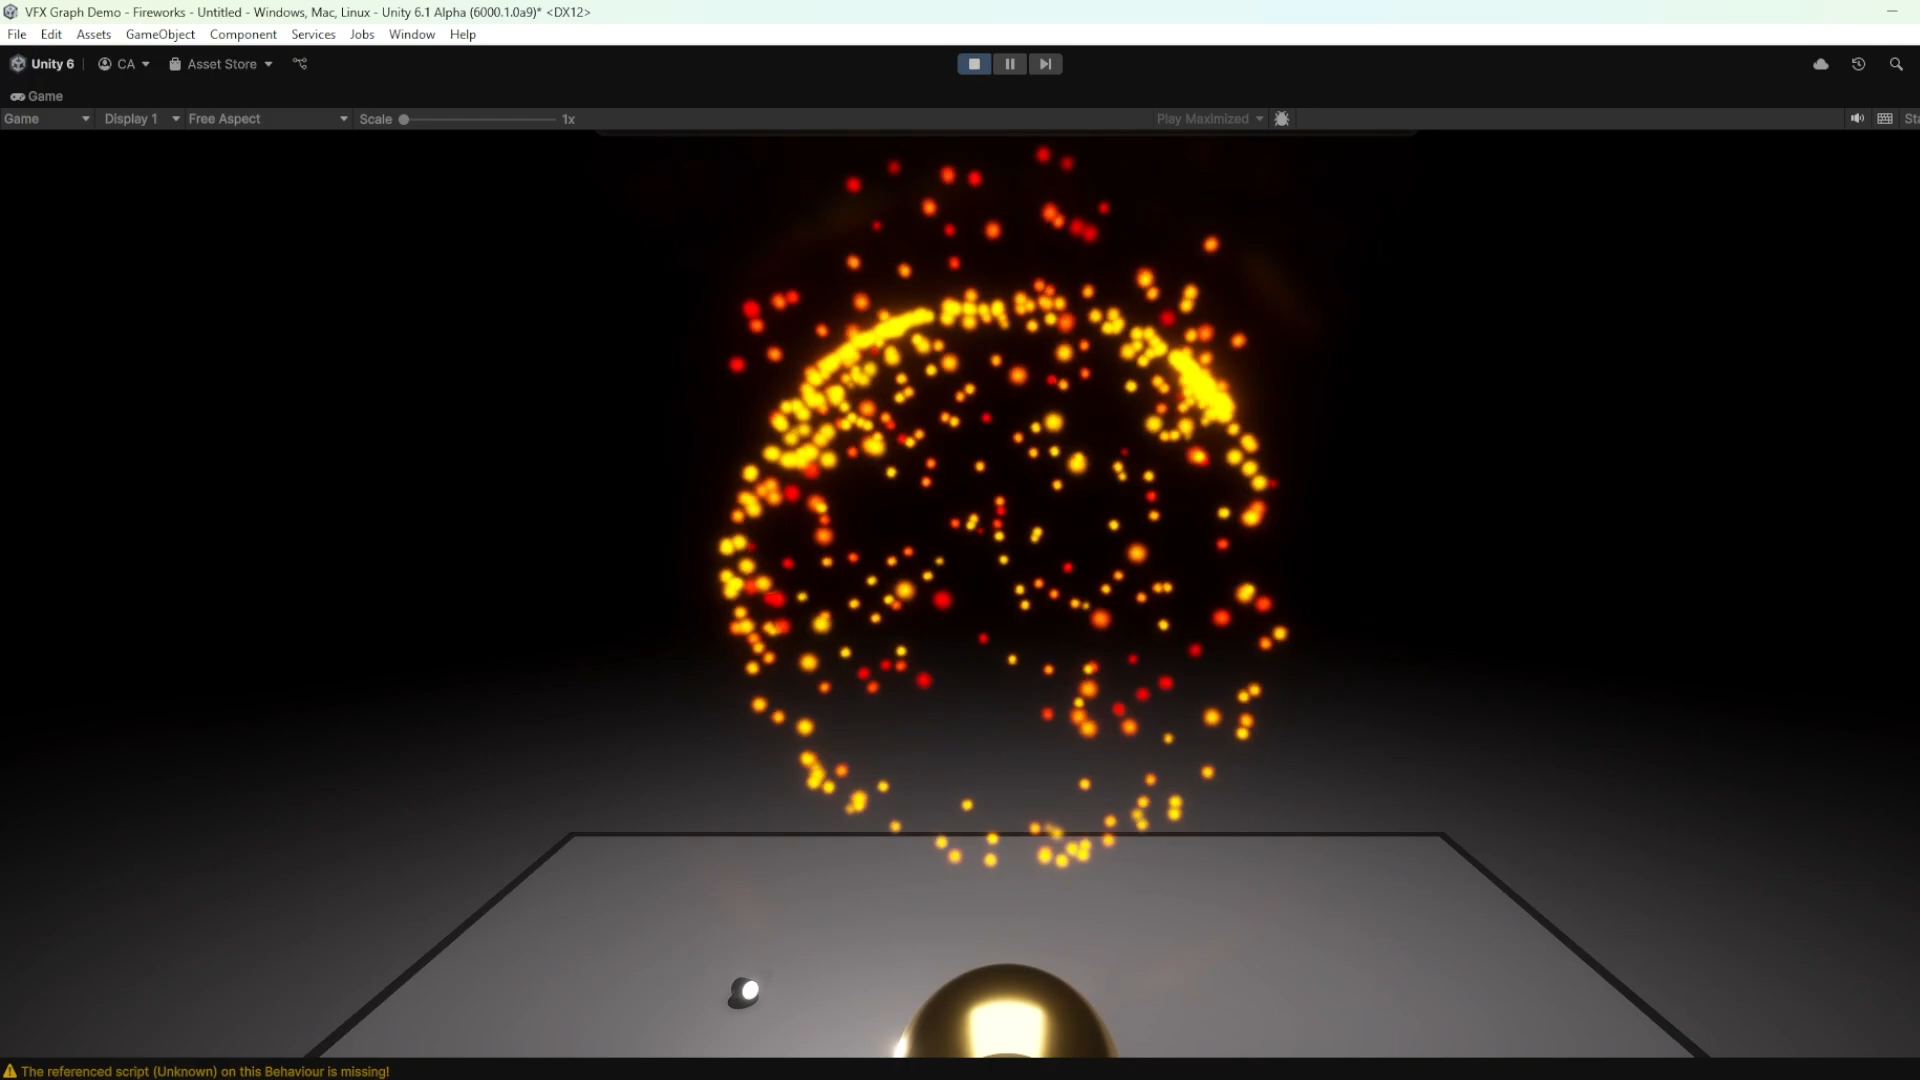 VFX Graph Demo - Fireworks - Untitled - Windows, Mac, Linux - Unity 6.1 Alpha (6000.1.0a9)* <DX12>
File Edit Assets GameObject Component Services Jobs Window Help
Unity 6 CA Asset Store
Game
Game Display 1 Free Aspect Scale 1x Play Maximized
The referenced script (Unknown) on this Behaviour is missing!